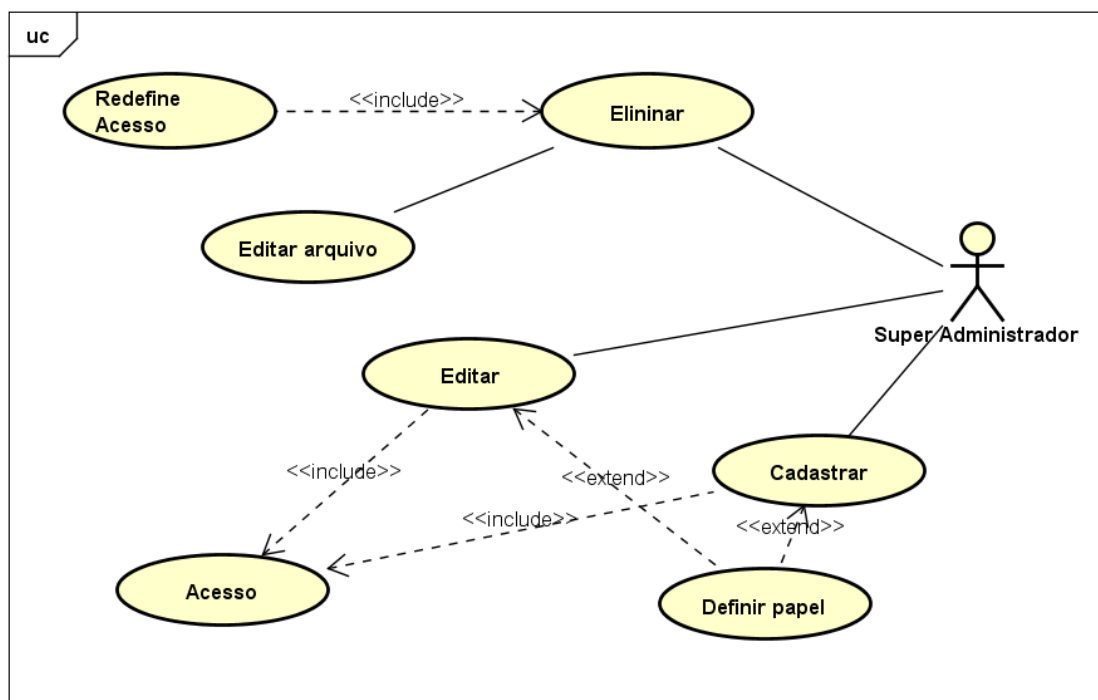 uc
Redefine
Acesso
<<include>>
Elininar
Editar arquivo
Super Administrador
Editar
<<include>>
<<extend>>
Cadastrar
<<include>>
<<extend>>
Acesso
Definir papel